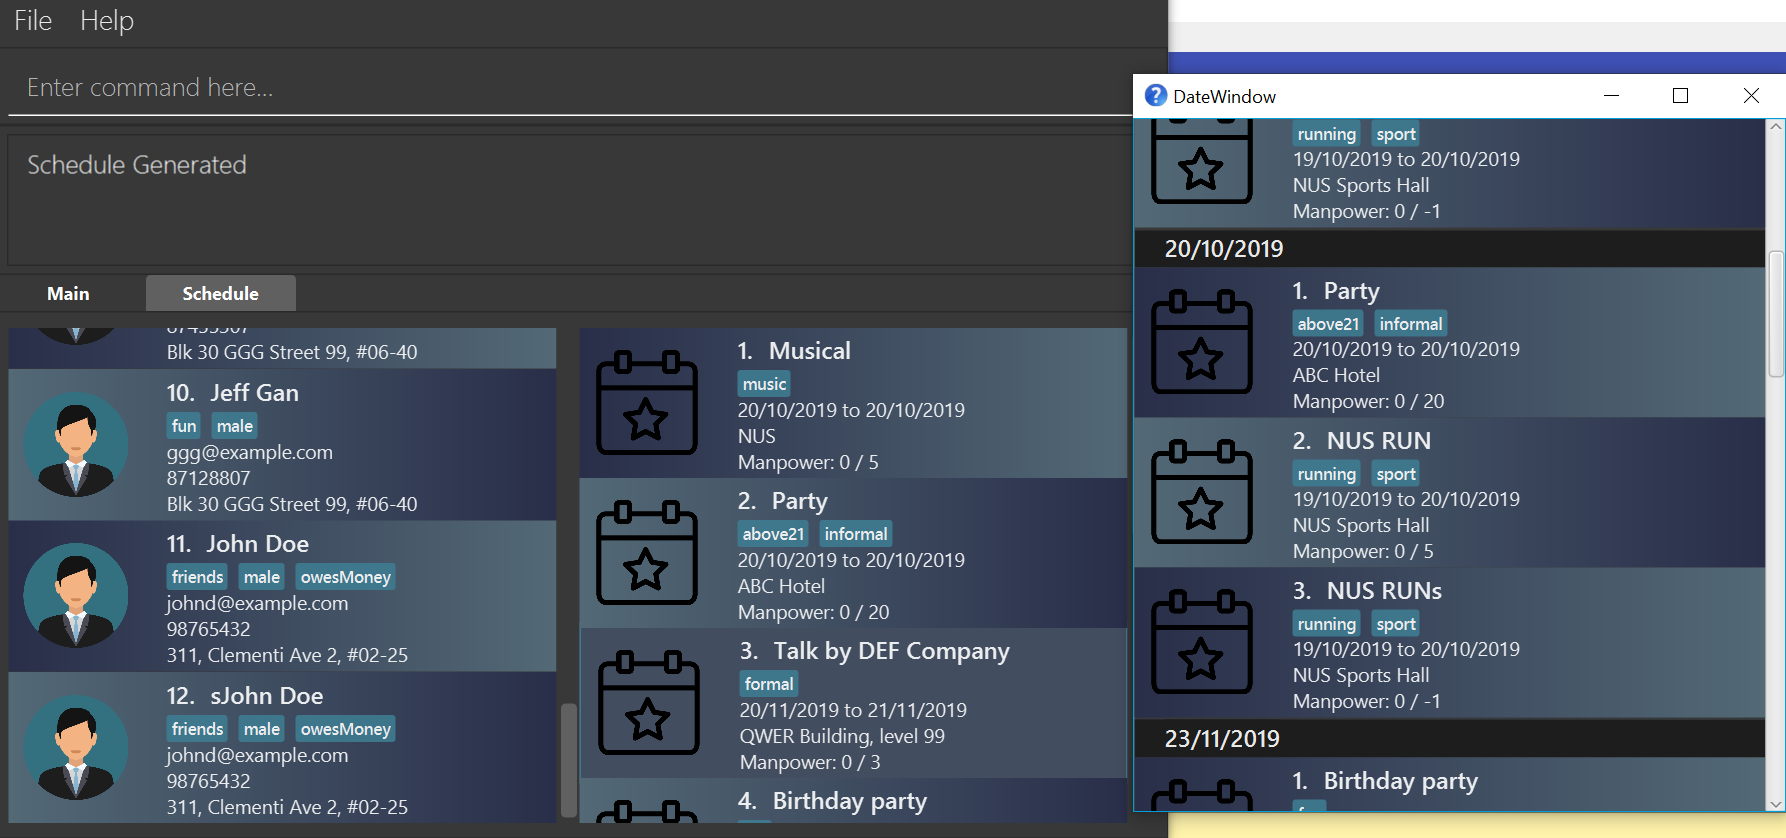 File Help
Enter command here...
Schedule Generated
Main Schedule
87495507
Blk 30 GGG Street 99, #06-40
10. Jeff Gan
fun male
ggg@example.com
87128807
Blk 30 GGG Street 99, #06-40
11. John Doe
friends male owesMoney
johnd@example.com
98765432
311, Clementi Ave 2, #02-25
12. sJohn Doe
friends male owesMoney
johnd@example.com
98765432
311, Clementi Ave 2, #02-25
1. Musical
music
20/10/2019 to 20/10/2019
NUS
Manpower: 0 / 5
2. Party
above21 informal
20/10/2019 to 20/10/2019
ABC Hotel
Manpower: 0 / 20
3. Talk by DEF Company
formal
20/11/2019 to 21/11/2019
QWER Building, level 99
Manpower: 0 / 3
4. Birthday party
DateWindow
running sport
19/10/2019 to 20/10/2019
NUS Sports Hall
Manpower: 0 / -1
20/10/2019
1. Party
above21 informal
20/10/2019 to 20/10/2019
ABC Hotel
Manpower: 0 / 20
2. NUS RUN
running sport
19/10/2019 to 20/10/2019
NUS Sports Hall
Manpower: 0 / 5
3. NUS RUNs
running sport
19/10/2019 to 20/10/2019
NUS Sports Hall
Manpower: 0 / -1
23/11/2019
1. Birthday party